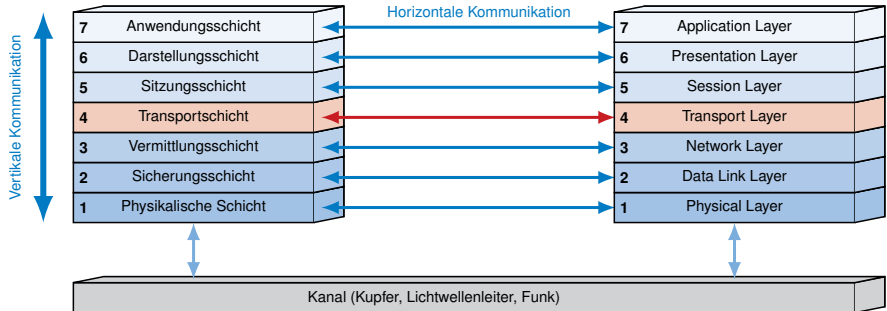 Horizontale Kommunikation
Vertikale Kommunikation
7 Anwendungsschicht
6 Darstellungsschicht
5 Sitzungsschicht
4 Transportschicht
3 Vermittlungsschicht
2 Sicherungsschicht
1 Physikalische Schicht
7 Application Layer
6 Presentation Layer
5 Session Layer
4 Transport Layer
3 Network Layer
2 Data Link Layer
1 Physical Layer
Kanal (Kupfer, Lichtwellenleiter, Funk)